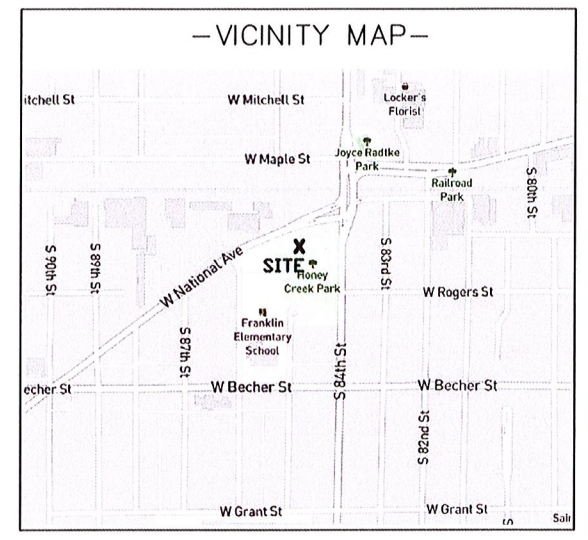 -VICINITY MAP-
itchell St
W Mitchell St
Locker's
Florist
W Maple St
Joyce Radtke
Park
Railroad
Park
S 80th St
S 90th St
S 89th St
W National Ave
X
SITE
Honey
Creek Park
S 83rd St
W Rogers St
Franklin
Elementary
School
S 87th St
S 84th St
echer St
W Becher St
W Becher St
S 82nd St
W Grant St
W Grant St
S